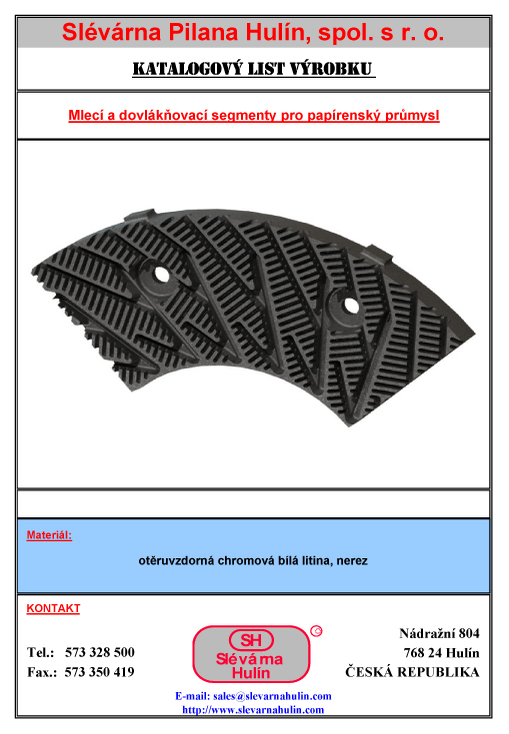 Slévárna Pilana Hulín, spol. s r. o.
KATALOGOVÝ LIST VÝROBKU
Mlecí a dovlákňovací segmenty pro papírenský průmysl
Materiál:
otěruvzdorná chromová bílá litina, nerez
KONTAKT
Tel.: 573 328 500
Fax.: 573 350 419
SH
Slévárna
Hulín
C
Nádražní 804
768 24 Hulín
ČESKÁ REPUBLIKA
E-mail: sales@slevarnahulin.com
http://www.slevarnahulin.com